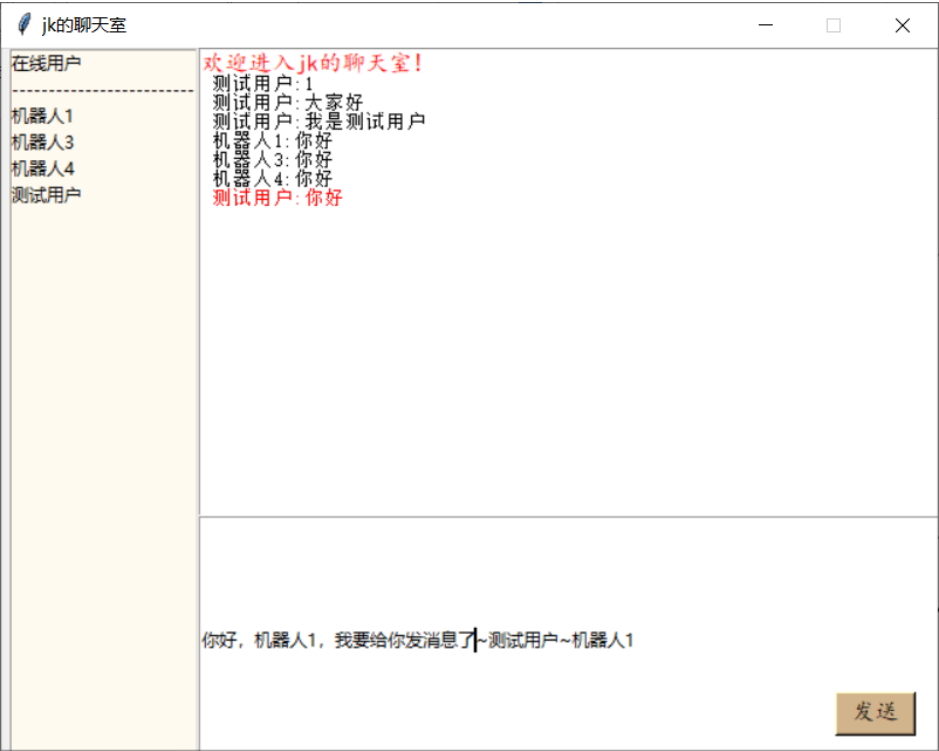 jk的聊天室
在线用户
-------------------------
机器人1
机器人3
机器人4
测试用户
欢迎进入jk的聊天室!
测试用户:1
测试用户:大家好
测试用户:我是测试用户
机器人1:你好
机器人3:你好
机器人4:你好
测试用户:你好
你好，机器人1，我要给你发消息了~测试用户~机器人1
发送